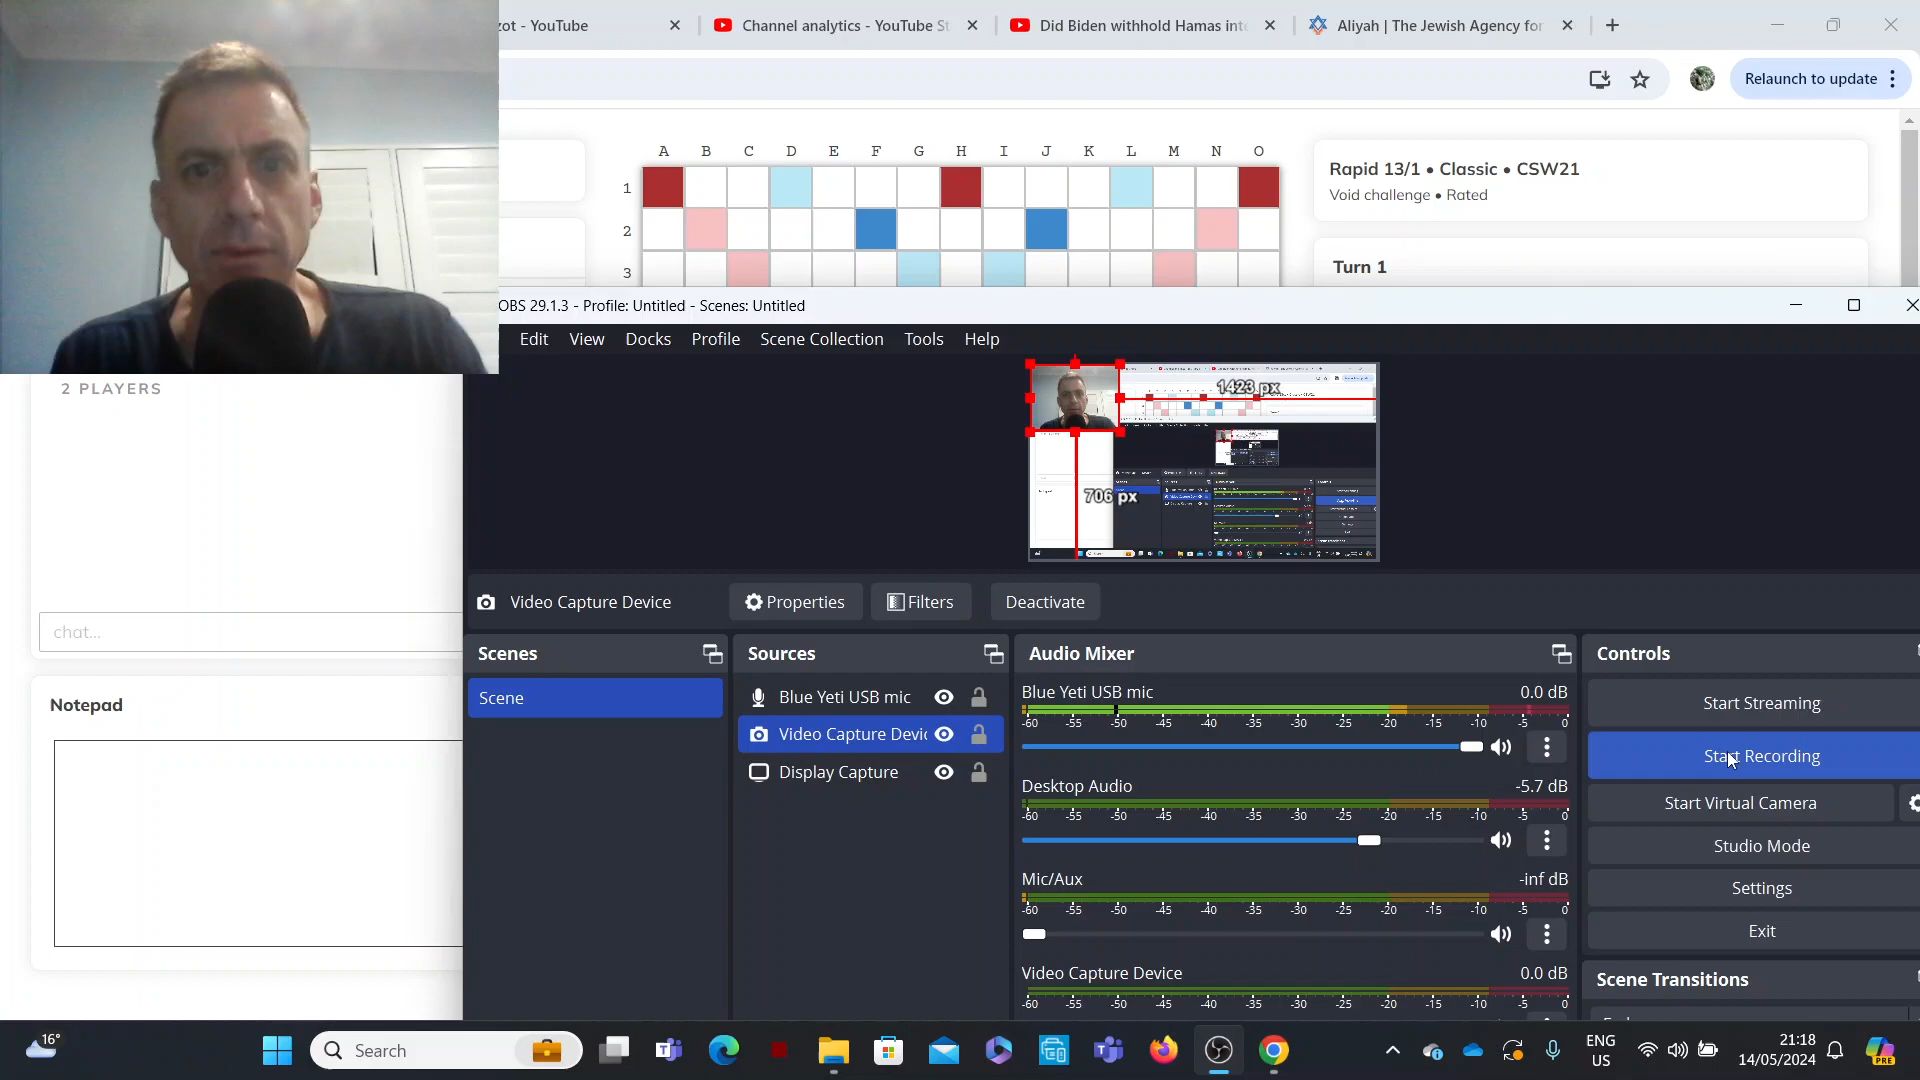 zot - YouTube
Channel analytics - YouTube St
Did Biden withhold Hamas inte
Aliyah | The Jewish Agency for
Relaunch to update
A B C D E F G H I J K L M N O
1
2
3
Rapid 13/1 • Classic • CSW21
Void challenge • Rated
Turn 1
OBS 29.1.3 - Profile: Untitled - Scenes: Untitled
Edit View Docks Profile Scene Collection Tools Help
2 PLAYERS
1423 px
706 px
chat...
Notepad
Video Capture Device
Properties
Filters
Deactivate
Scenes
Scene
Sources
Blue Yeti USB mic
Video Capture Devic
Display Capture
Audio Mixer
Blue Yeti USB mic 0.0 dB
-60 -55 -50 -45 -40 -35 -30 -25 -20 -15 -10 -5 0
Desktop Audio -5.7 dB
-60 -55 -50 -45 -40 -35 -30 -25 -20 -15 -10 -5 0
Mic/Aux -inf dB
-60 -55 -50 -45 -40 -35 -30 -25 -20 -15 -10 -5 0
Video Capture Device 0.0 dB
-60 -55 -50 -45 -40 -35 -30 -25 -20 -15 -10 -5 0
Controls
Start Streaming
Start Recording
Start Virtual Camera
Studio Mode
Settings
Exit
Scene Transitions
16°
Search
ENG
US
21:18
14/05/2024
PRE